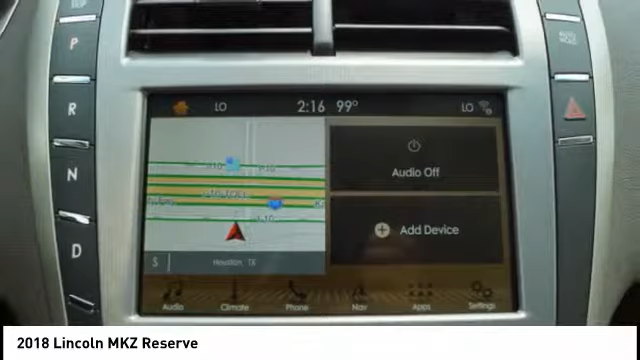 P
R
N
D
LO 2:16 99° LO
Audio Off
Add Device
S
Houston, TX
Audio Climate Phone Nav Apps Settings
2018 Lincoln MKZ Reserve